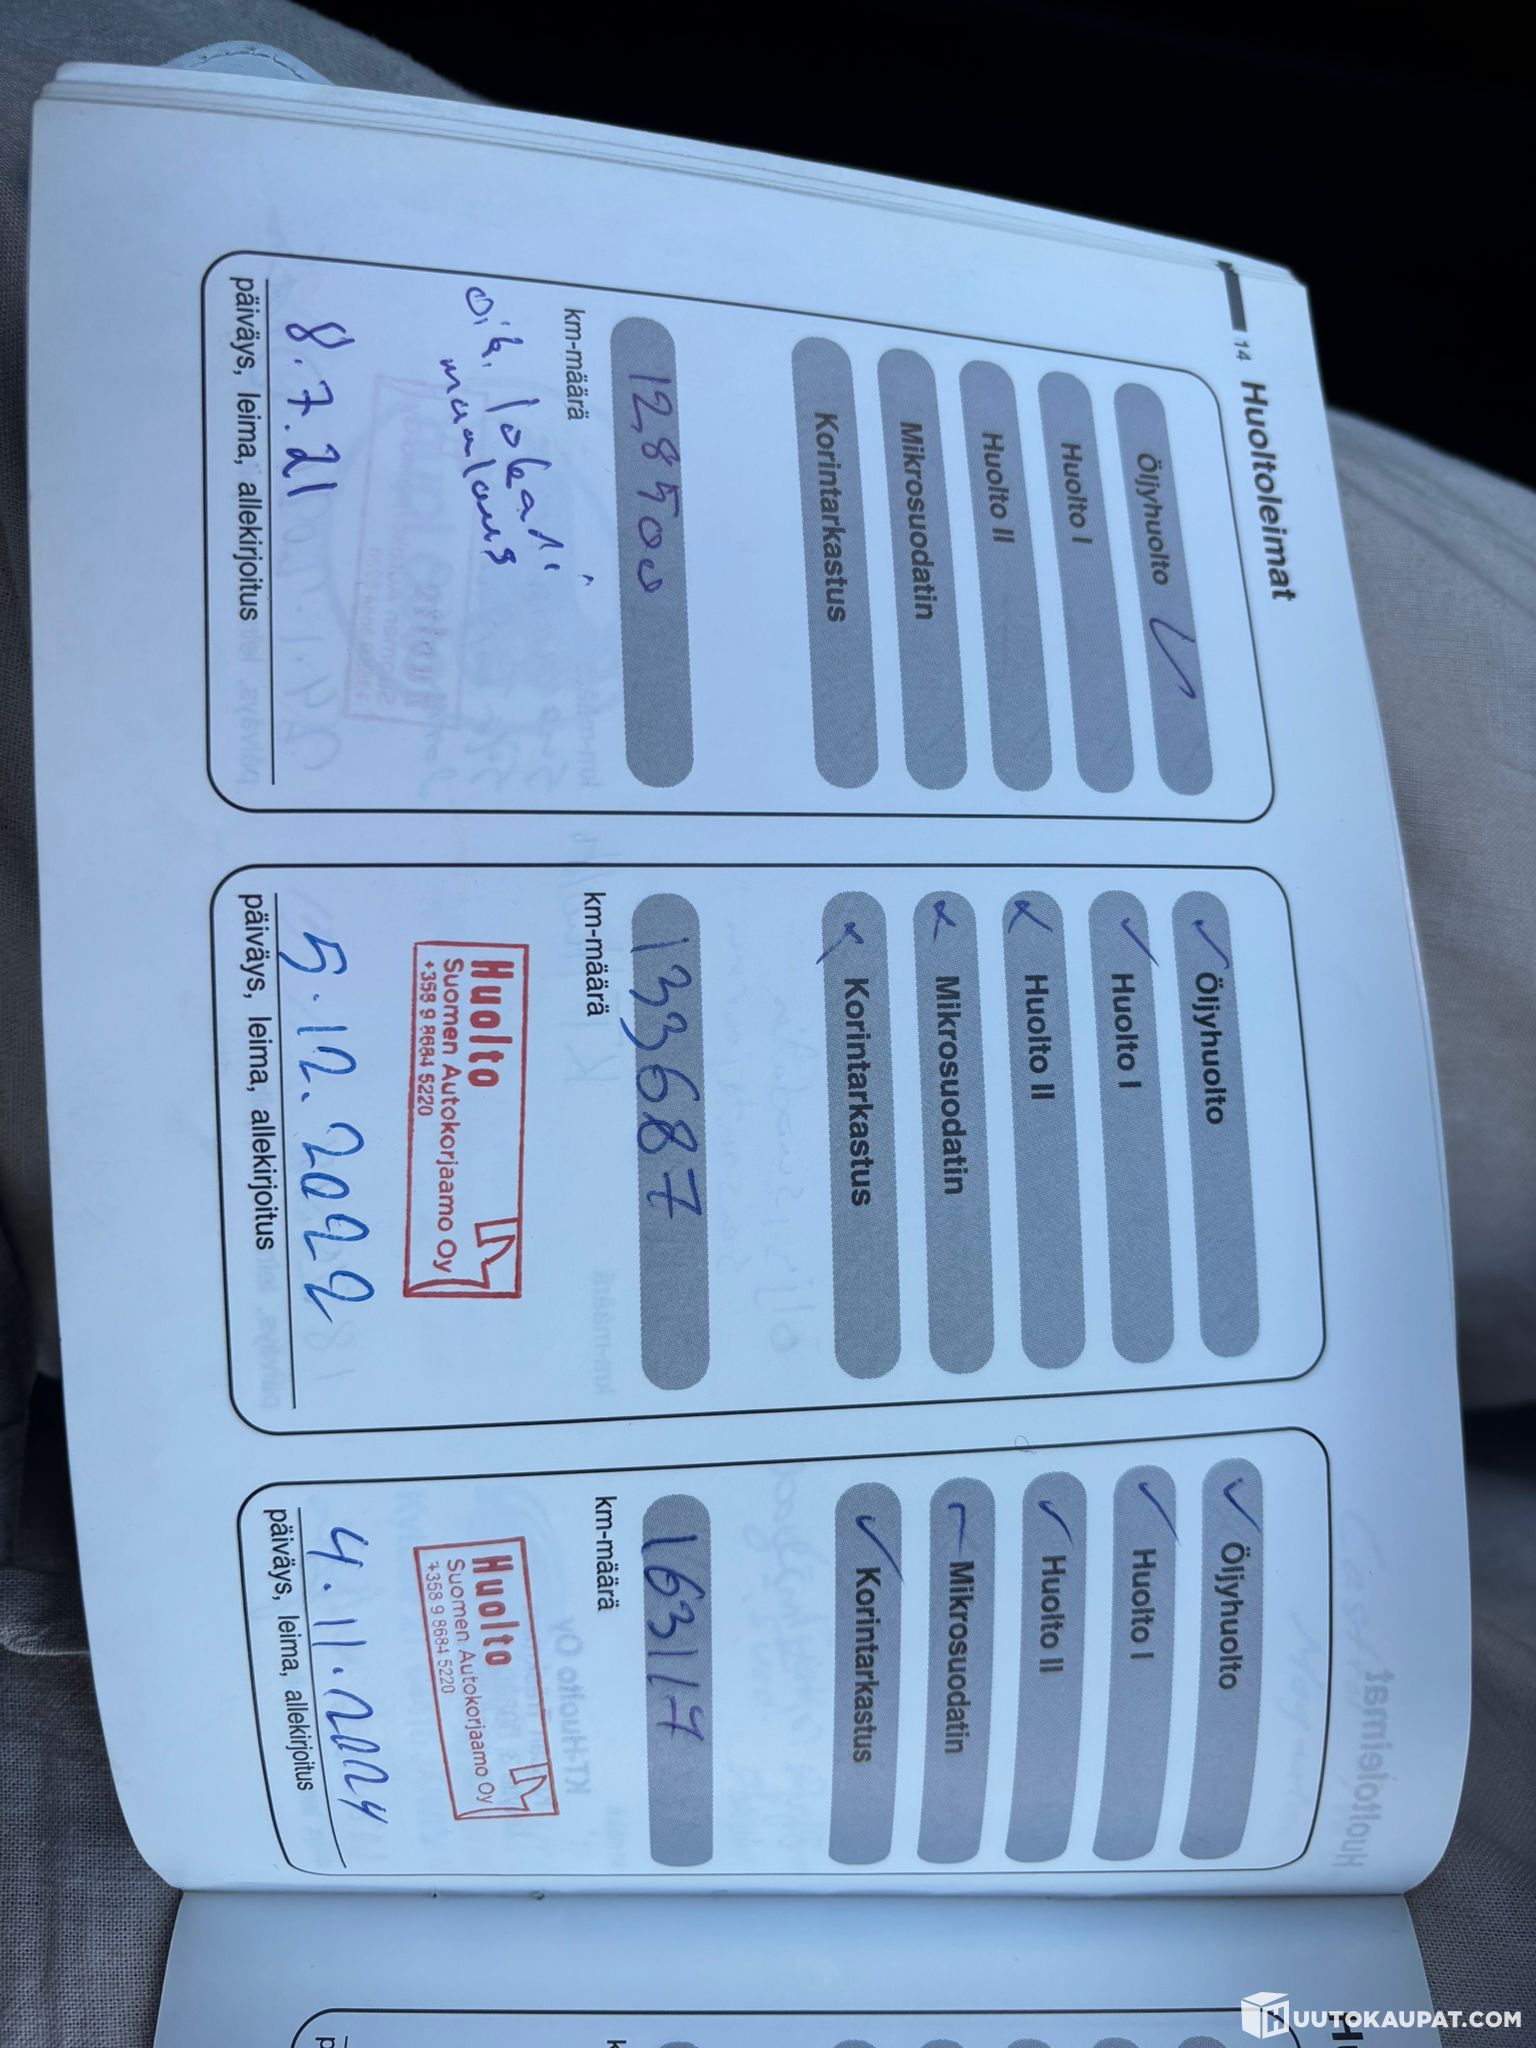 14 Huoltoleimat
Öljyhuolto
Huolto I
Huolto II
Mikrosuodatin
Korintarkastus
128500
km-määrä
oik. lokari
maalaus
8.7.21
päiväys, leima, allekirjoitus
Öljyhuolto
Huolto I
Huolto II
Mikrosuodatin
Korintarkastus
133687
km-määrä
Huolto
Suomen Autokorjaamo Oy
+358 9 8684 5220
5.12.2022
päiväys, leima, allekirjoitus
Öljyhuolto
Huolto I
Huolto II
Mikrosuodatin
Korintarkastus
163117
km-määrä
Huolto
Suomen Autokorjaamo Oy
+358 9 8684 5220
4.11.2024
päiväys, leima, allekirjoitus
HUUTOKAUPAT.COM